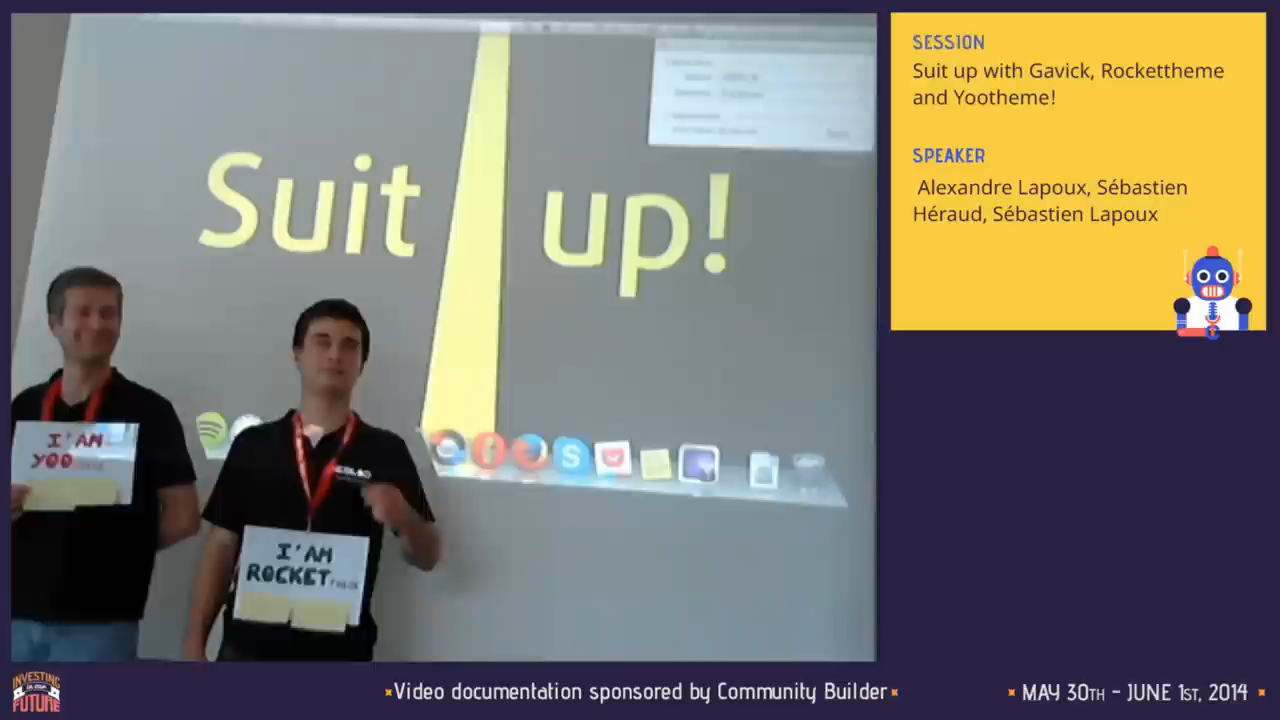 Suit up!
I'AM
YOO
I'AM
ROCKET
SESSION
Suit up with Gavick, Rockettheme
and Yootheme!
SPEAKER
Alexandre Lapoux, Sébastien
Héraud, Sébastien Lapoux
INVESTING
IN OUR
FUTURE
Video documentation sponsored by Community Builder
MAY 30TH - JUNE 1ST, 2014